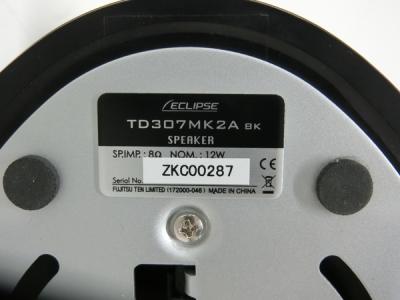 ECLIPSE
TD307MK2A BK
SPEAKER
SP.IMP. : 8Ω NOM. : 12W
Serial No. ZKC00287
CE
FUJITSU TEN LIMITED (172000-046) MADE IN CHINA